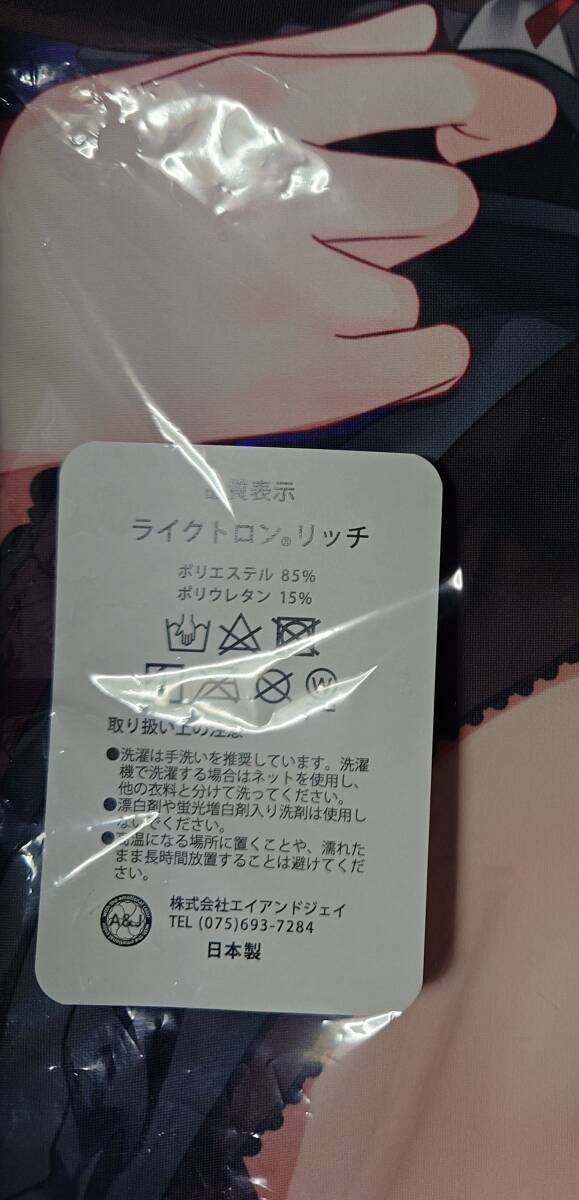 品質表示
ライクトロン®リッチ
ポリエステル 85%
ポリウレタン 15%
W
取り扱い上の注意
●洗濯は手洗いを推奨しています。洗濯
機で洗濯する場合はネットを使用し、
他の衣料と分けて洗ってください。
●漂白剤や蛍光増白剤入り洗剤は使用し
ないでください。
●高温になる場所に置くことや、濡れた
まま長時間放置することは避けてくだ
さい。
A&J
株式会社エイアンドジェイ
TEL (075)693-7284
日本製